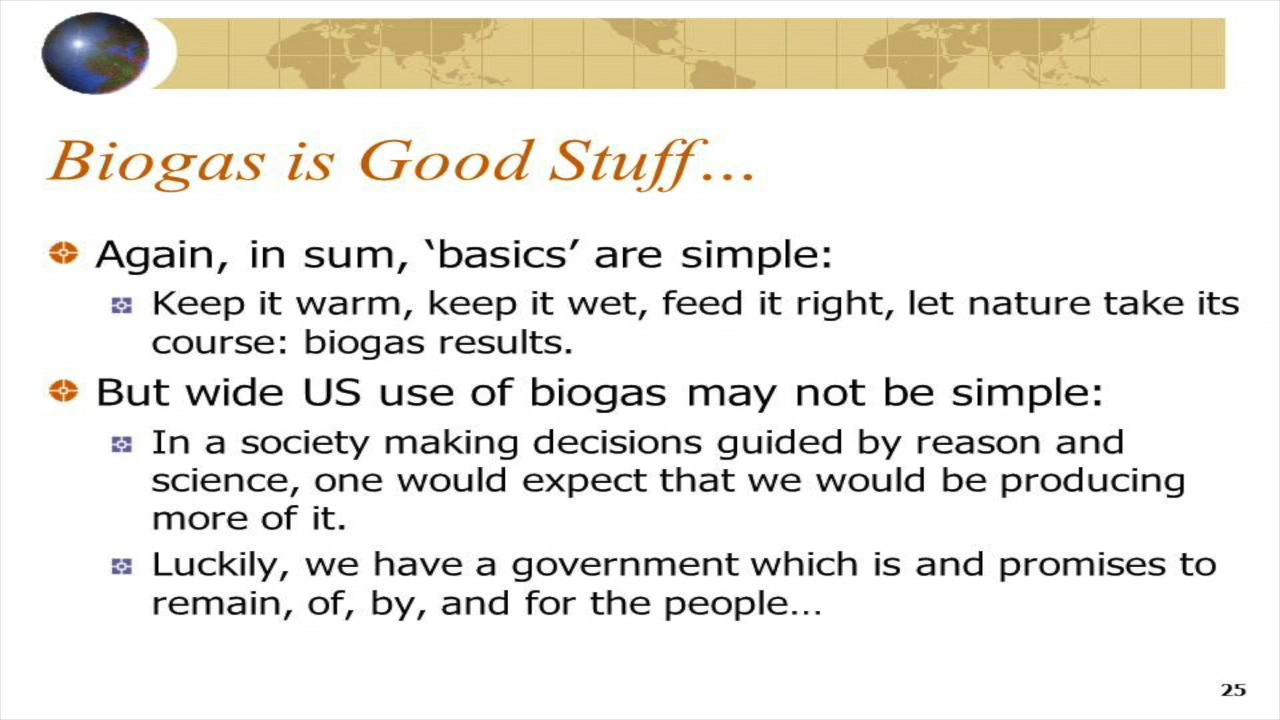 Biogas is Good Stuff...
Again, in sum, ‘basics’ are simple:
Keep it warm, keep it wet, feed it right, let nature take its
course: biogas results.
But wide US use of biogas may not be simple:
In a society making decisions guided by reason and
science, one would expect that we would be producing
more of it.
Luckily, we have a government which is and promises to
remain, of, by, and for the people…
25